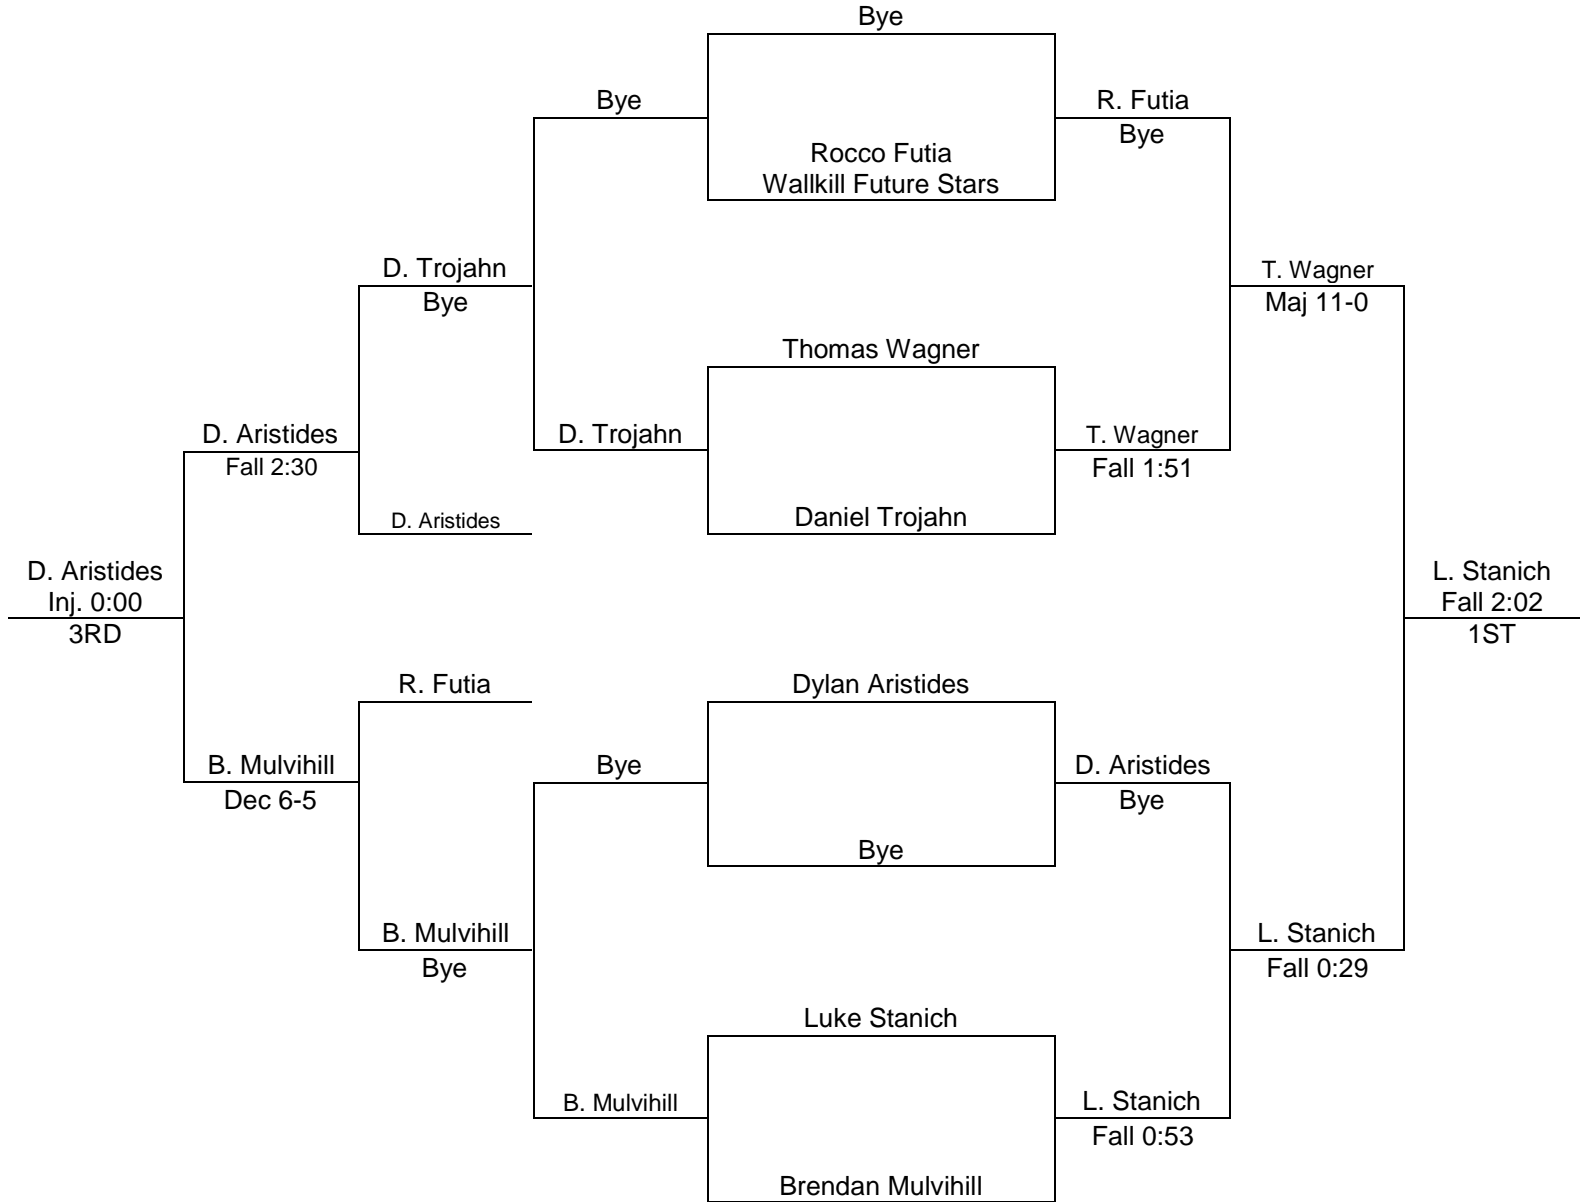 Bye
Bye
R. Futia
Bye
Rocco Futia
Wallkill Future Stars
D. Trojahn
Bye
T. Wagner
Maj 11-0
Thomas Wagner
D. Aristides
Fall 2:30
D. Trojahn
T. Wagner
Fall 1:51
D. Aristides
Daniel Trojahn
D. Aristides
Inj. 0:00
3RD
L. Stanich
Fall 2:02
1ST
R. Futia
Dylan Aristides
B. Mulvihill
Dec 6-5
Bye
D. Aristides
Bye
Bye
B. Mulvihill
Bye
L. Stanich
Fall 0:29
Luke Stanich
B. Mulvihill
L. Stanich
Fall 0:53
Brendan Mulvihill